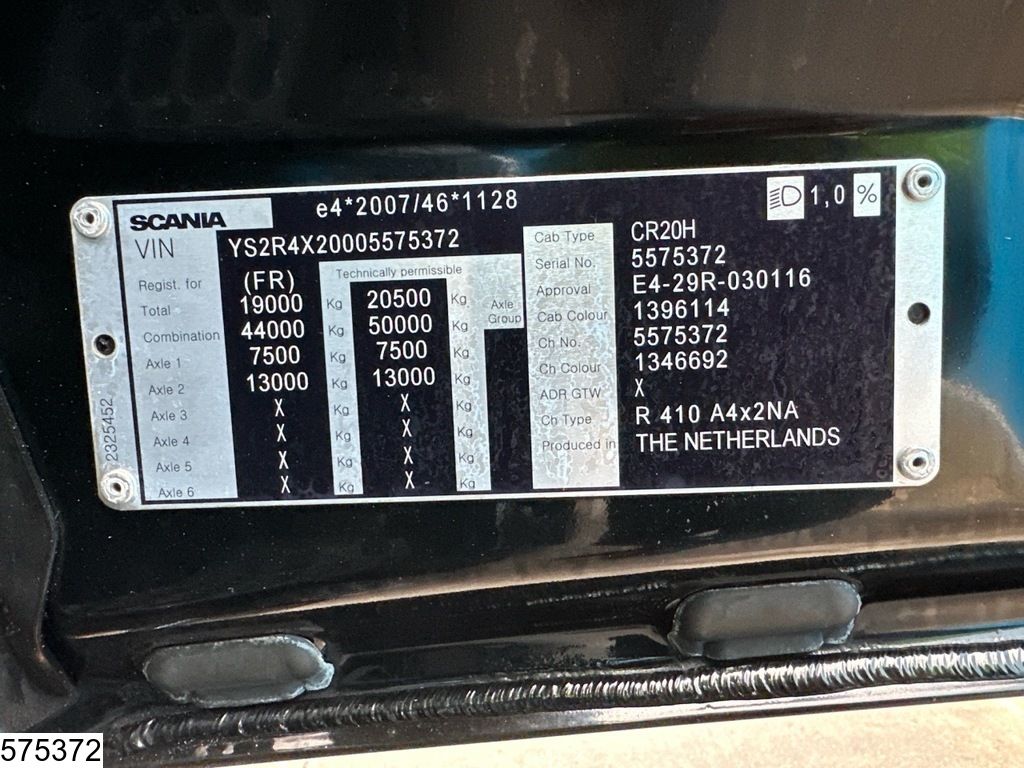 SCANIA e4*2007/46*1128 1,0 %
VIN YS2R4X20005575372
Regist. for (FR) Technically permissible
Total 19000 Kg 20500 Kg Axle Group
Combination 44000 Kg 50000 Kg
Axle 1 7500 Kg 7500 Kg
Axle 2 13000 Kg 13000 Kg
Axle 3 X Kg X Kg
Axle 4 X Kg X Kg
Axle 5 X Kg X Kg
Axle 6 X Kg X Kg
Cab Type CR20H
Serial No. 5575372
Approval E4-29R-030116
Cab Colour 1396114
Ch No. 5575372
Ch Colour 1346692
ADR GTW X
Ch Type R 410 A4x2NA
Produced in THE NETHERLANDS
2325452
575372